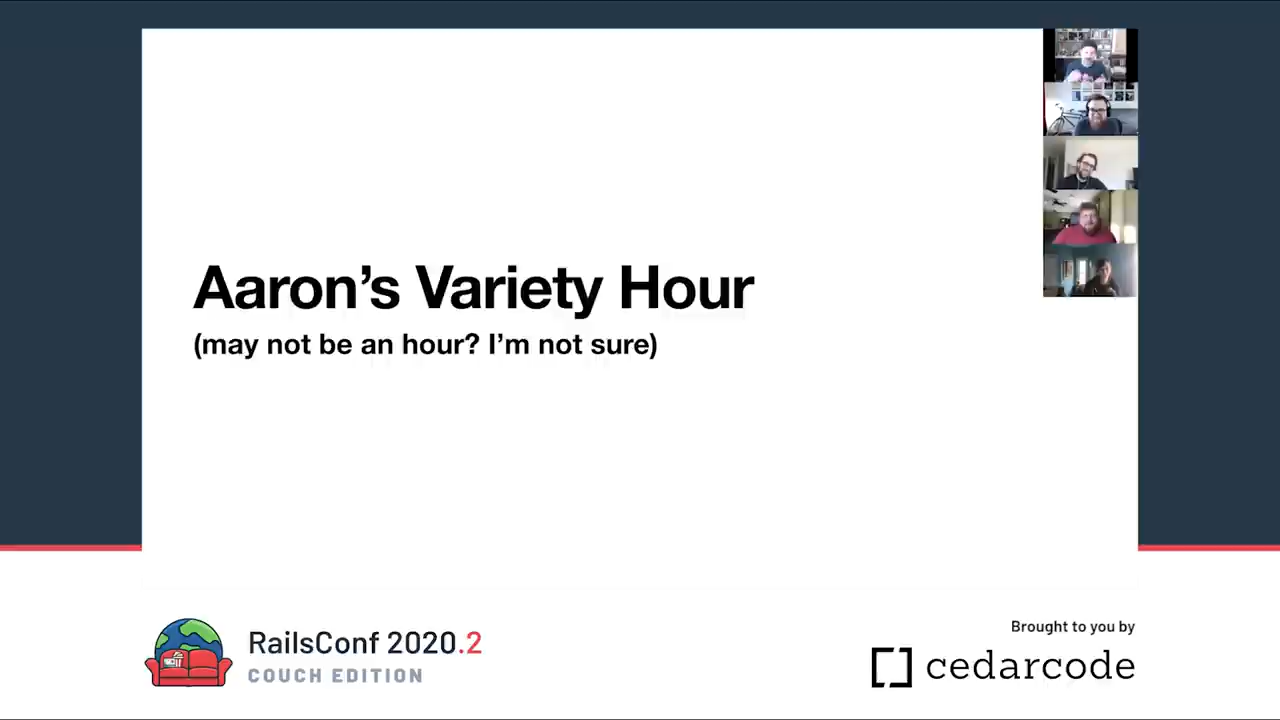 Aaron’s Variety Hour
(may not be an hour? I’m not sure)
RailsConf 2020.2
COUCH EDITION
Brought to you by
cedarcode